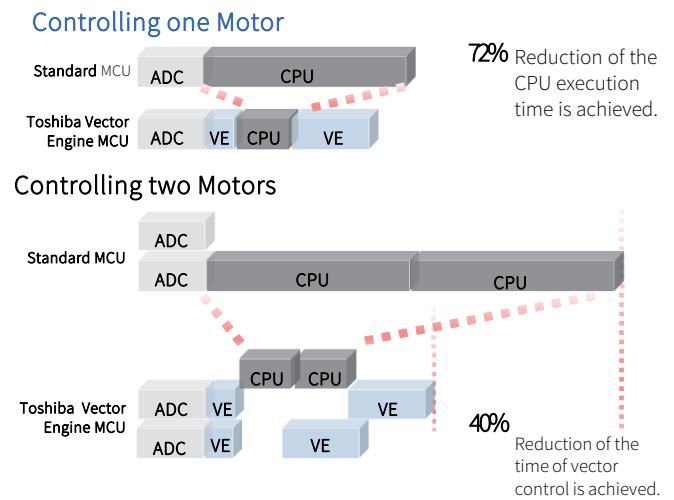 Controlling one Motor
Standard MCU
ADC
CPU
72% Reduction of the
CPU execution
time is achieved.
Toshiba Vector
Engine MCU
ADC
VE
CPU
VE
Controlling two Motors
Standard MCU
ADC
ADC
CPU
CPU
CPU
CPU
Toshiba Vector
Engine MCU
ADC
VE
VE
ADC
VE
VE
40%
Reduction of the
time of vector
control is achieved.